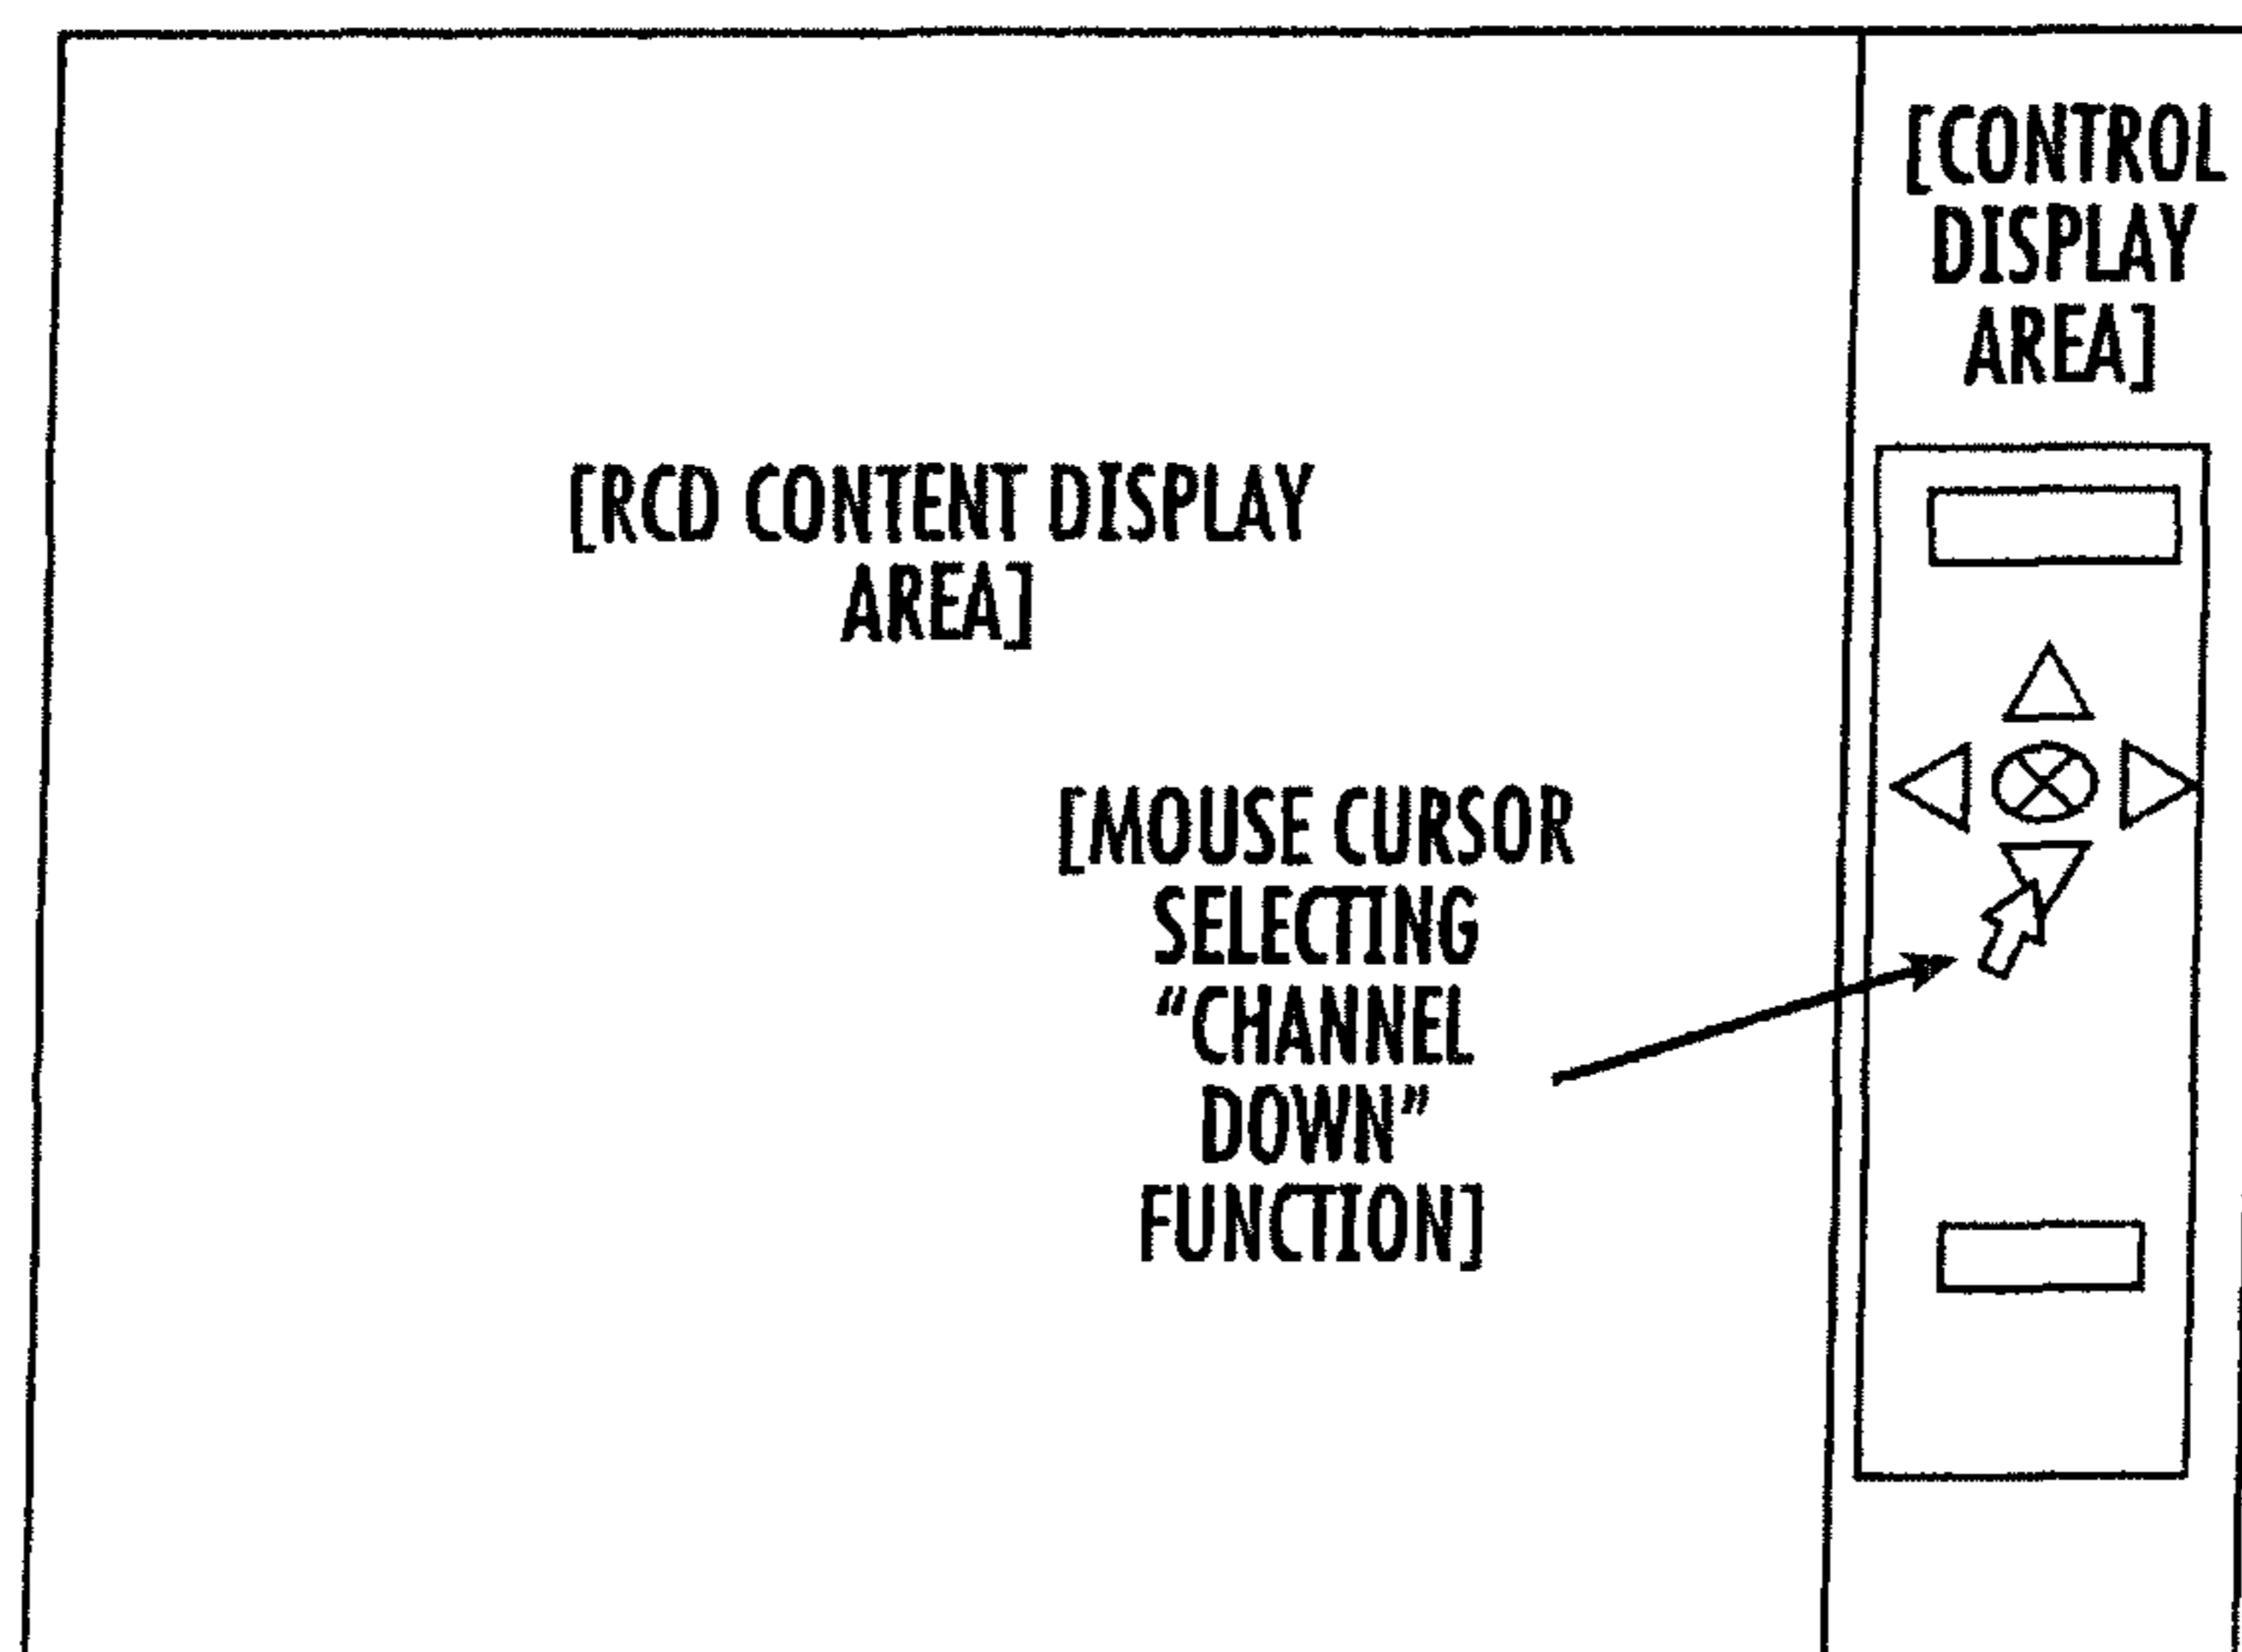 [CONTROL
DISPLAY
AREA]
[RCD CONTENT DISPLAY
AREA]
[MOUSE CURSOR
SELECTING
"CHANNEL
DOWN"
FUNCTION]